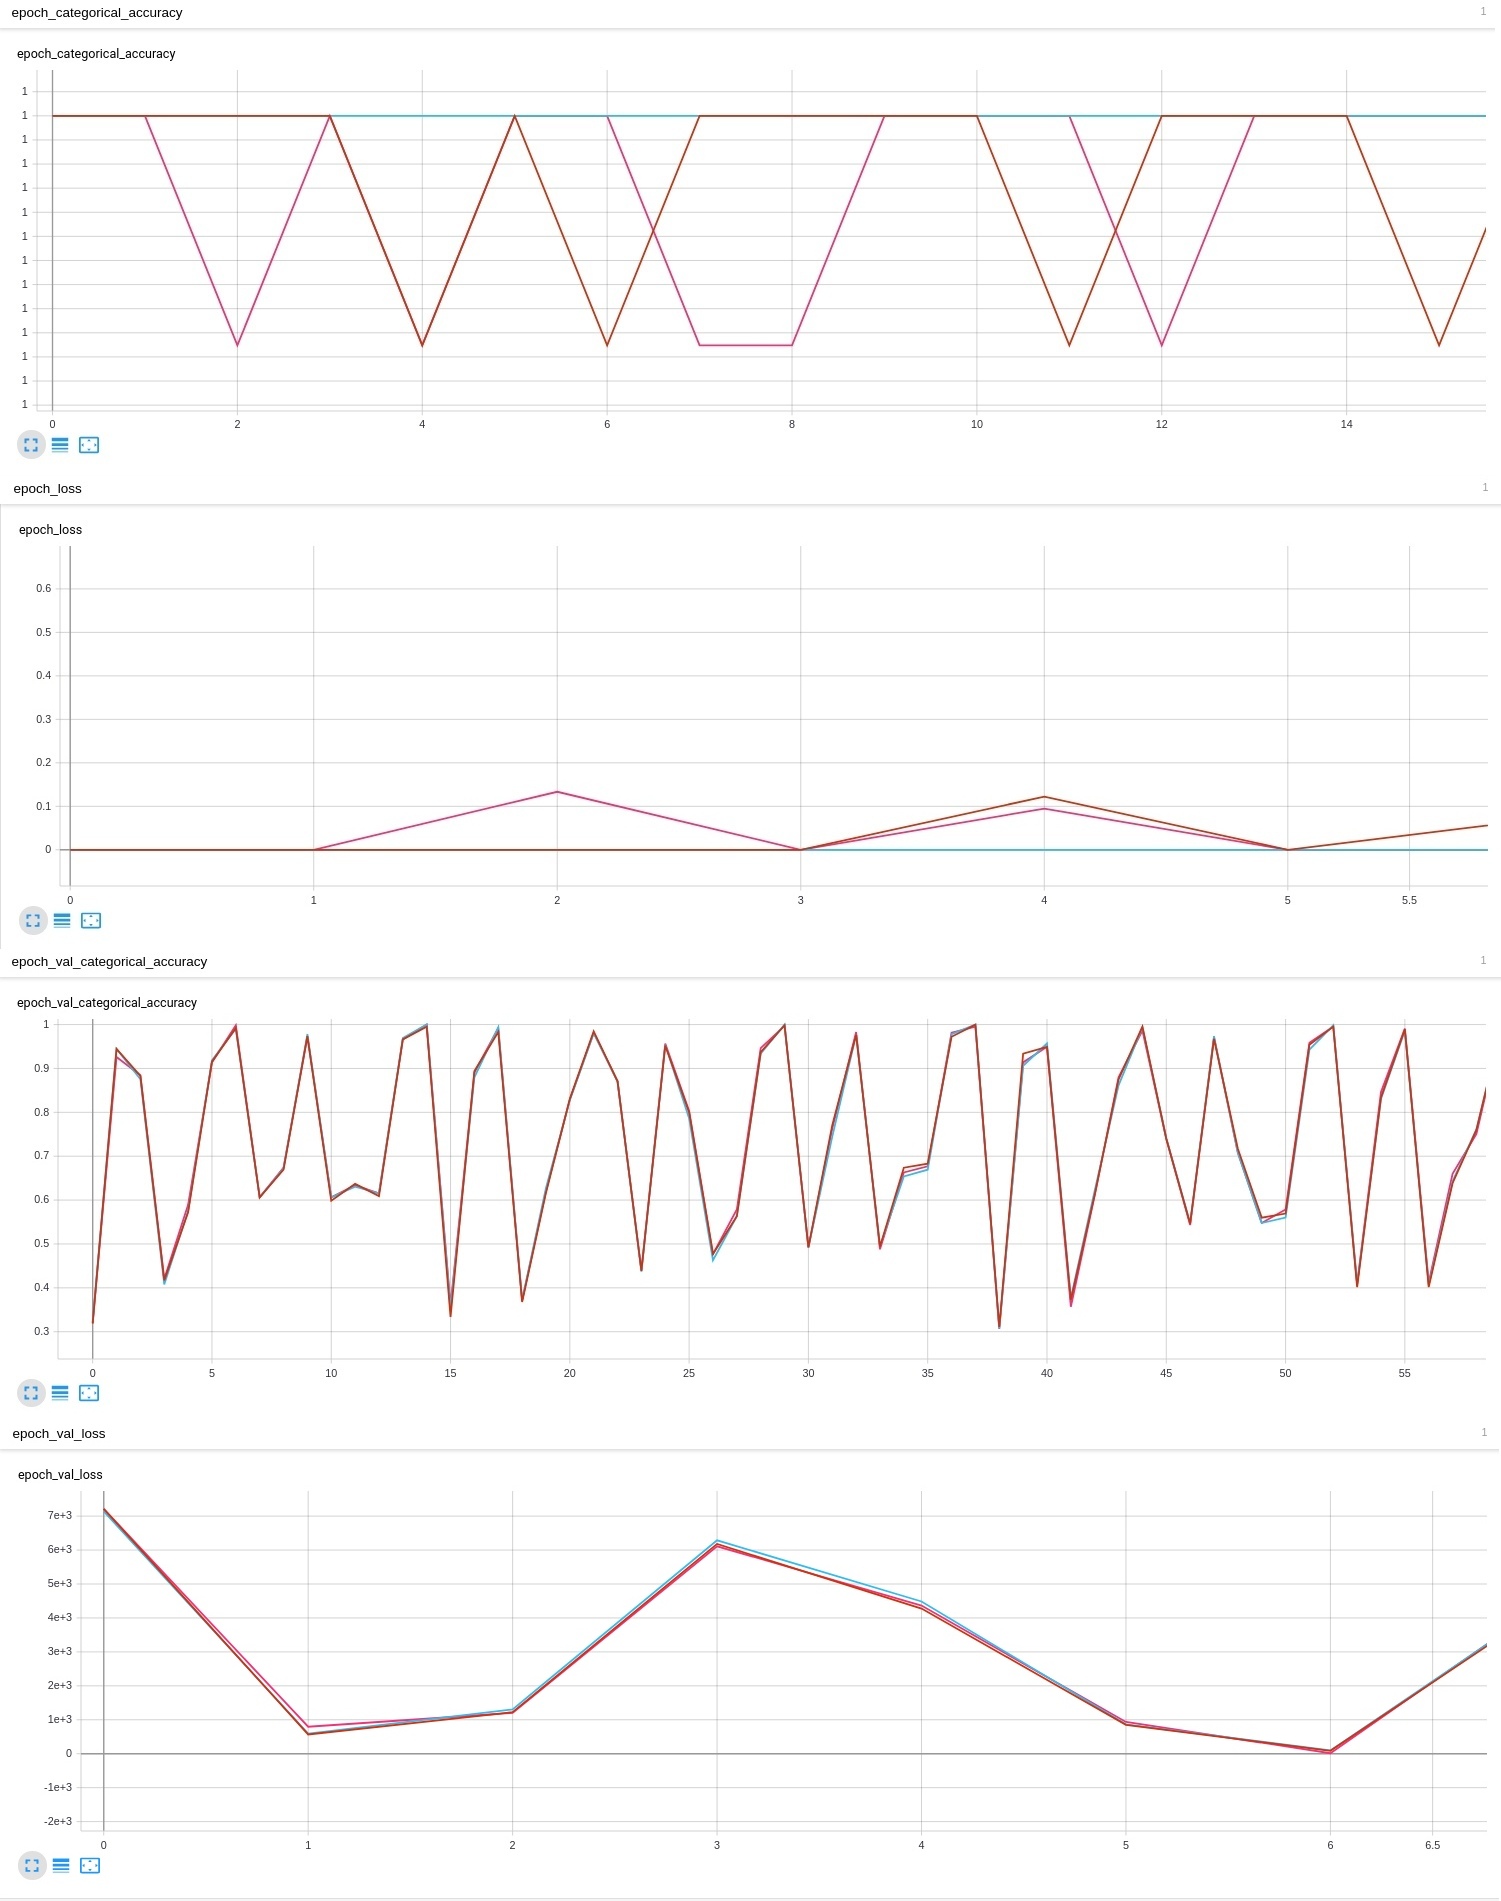 epoch_categorical_accuracy 1
epoch_categorical_accuracy
1
1
1
1
1
1
1
1
1
1
1
1
1
1
0 2 4 6 8 10 12 14
epoch_loss 1
epoch_loss
0.6
0.5
0.4
0.3
0.2
0.1
0
0 1 2 3 4 5 5.5
epoch_val_categorical_accuracy 1
epoch_val_categorical_accuracy
1
0.9
0.8
0.7
0.6
0.5
0.4
0.3
0 5 10 15 20 25 30 35 40 45 50 55
epoch_val_loss 1
epoch_val_loss
7e+3
6e+3
5e+3
4e+3
3e+3
2e+3
1e+3
0
-1e+3
-2e+3
0 1 2 3 4 5 6 6.5